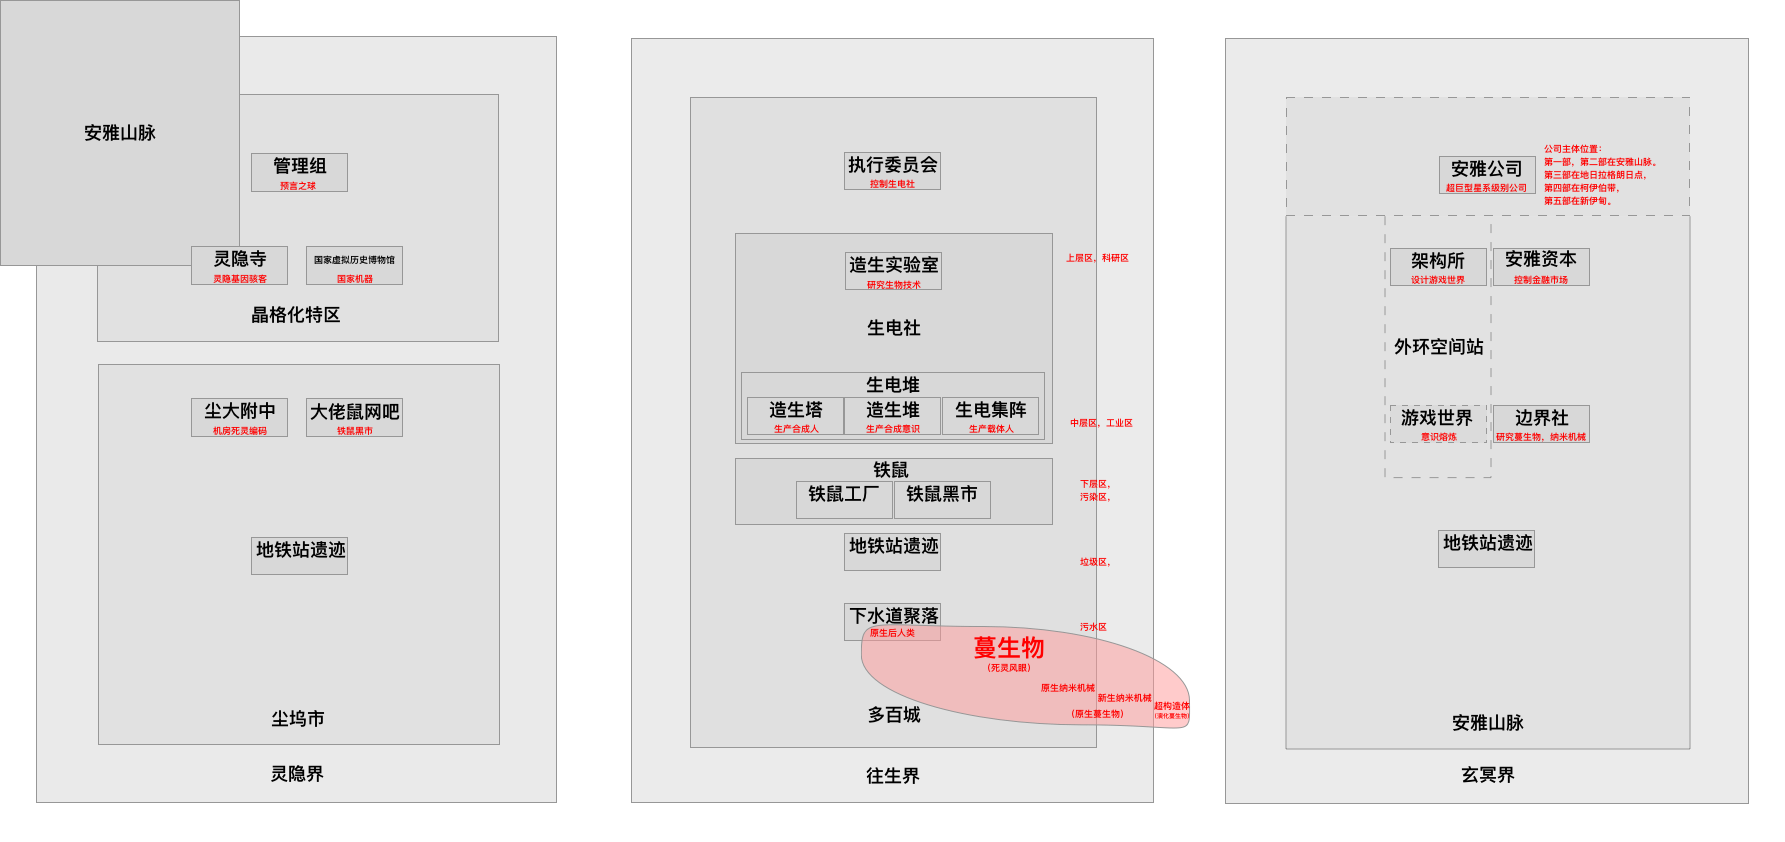 安雅山脉
管理组
预言之球
灵隐寺
灵隐基因骇客
国家虚拟历史博物馆
国家机器
晶格化特区
尘大附中
机房死灵编码
大佬鼠网吧
铁鼠黑市
地铁站遗迹
尘坞市
灵隐界
执行委员会
控制生电社
造生实验室
研究生物技术
上层区，科研区
生电社
生电堆
造生塔
生产合成人
造生堆
生产合成意识
生电集阵
生产载体人
中层区，工业区
铁鼠
铁鼠工厂
铁鼠黑市
下层区，
污染区，
地铁站遗迹
垃圾区，
下水道聚落
原生后人类
污水区
蔓生物
（死灵风眼）
原生纳米机械
新生纳米机械
（原生蔓生物）
超构造体
（演化蔓生物）
多百城
往生界
安雅公司
超巨型星系级别公司
公司主体位置：
第一部，第二部在安雅山脉。
第三部在地日拉格朗日点，
第四部在柯伊伯带，
第五部在新伊甸。
架构所
设计游戏世界
安雅资本
控制金融市场
外环空间站
游戏世界
意识熔炼
边界社
研究蔓生物，纳米机械
地铁站遗迹
安雅山脉
玄冥界